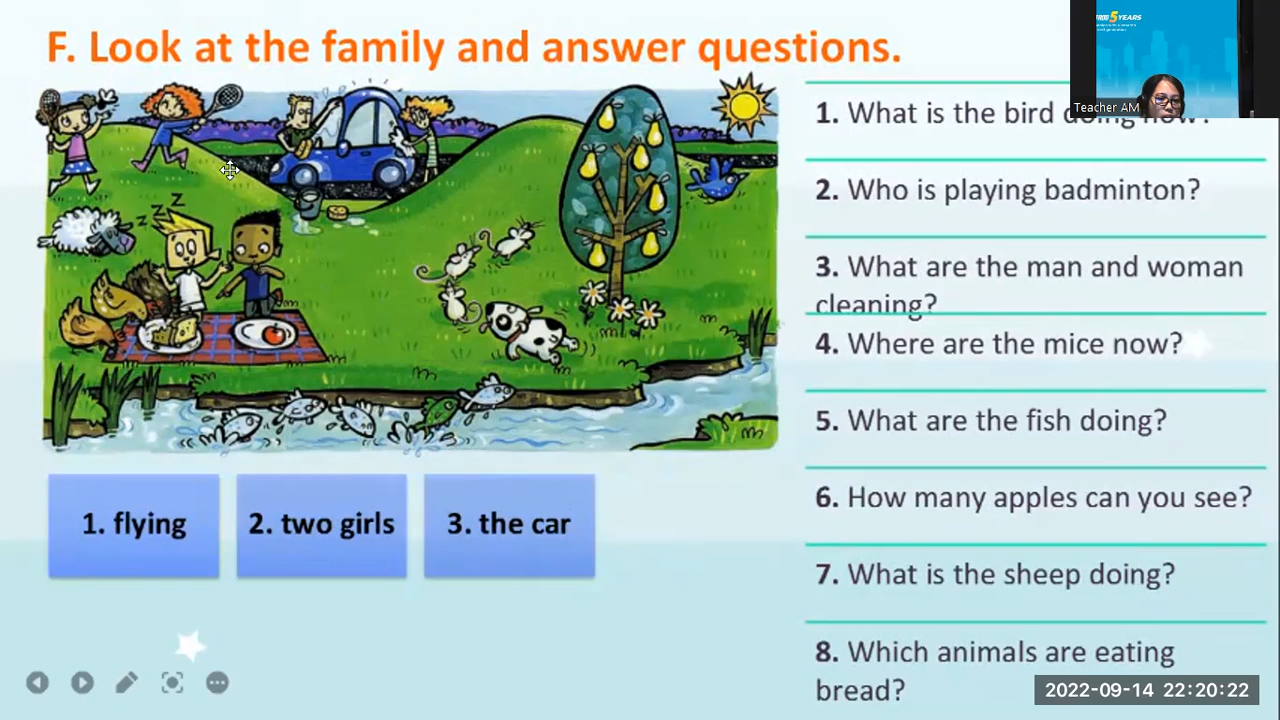 F. Look at the family and answer questions.
5 YEARS
Teacher AM
1. What is the bird doing now?
2. Who is playing badminton?
3. What are the man and woman
cleaning?
4. Where are the mice now?
5. What are the fish doing?
6. How many apples can you see?
7. What is the sheep doing?
8. Which animals are eating
bread?
z z z
1. flying
2. two girls
3. the car
2022-09-14 22:20:22